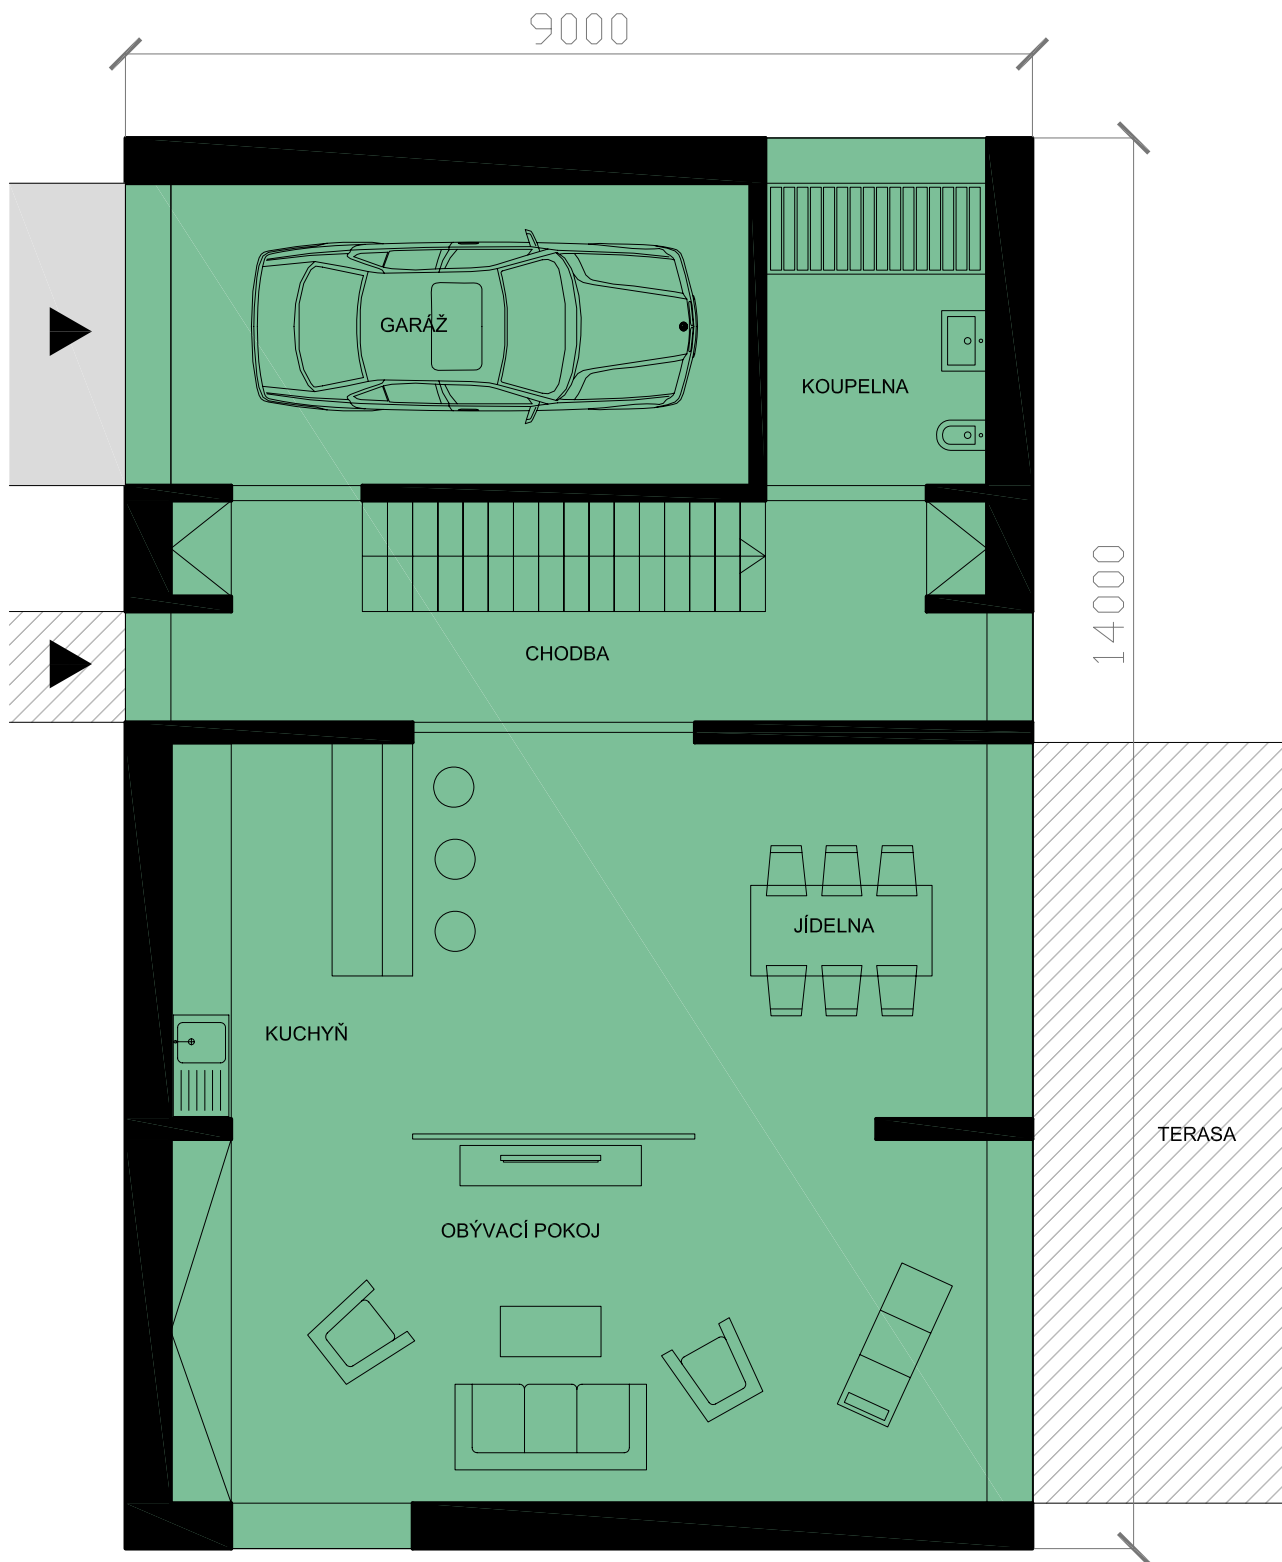 9000
GARÁŽ
KOUPELNA
14000
CHODBA
JÍDELNA
KUCHYŇ
TERASA
OBÝVACÍ POKOJ